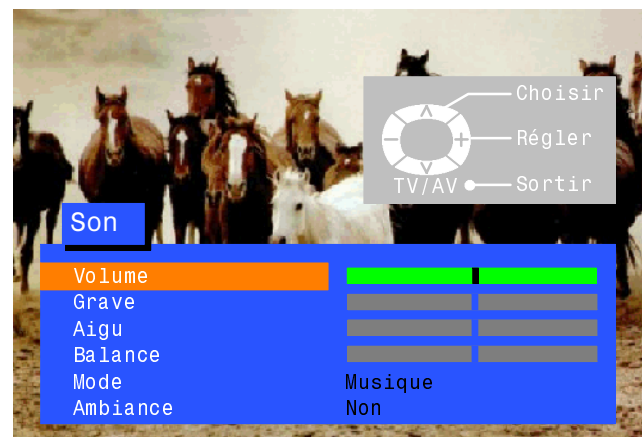 Choisir
Régler
TV/AV Sortir
Son
Volume
Grave
Aigu
Balance
Mode Musique
Ambiance Non